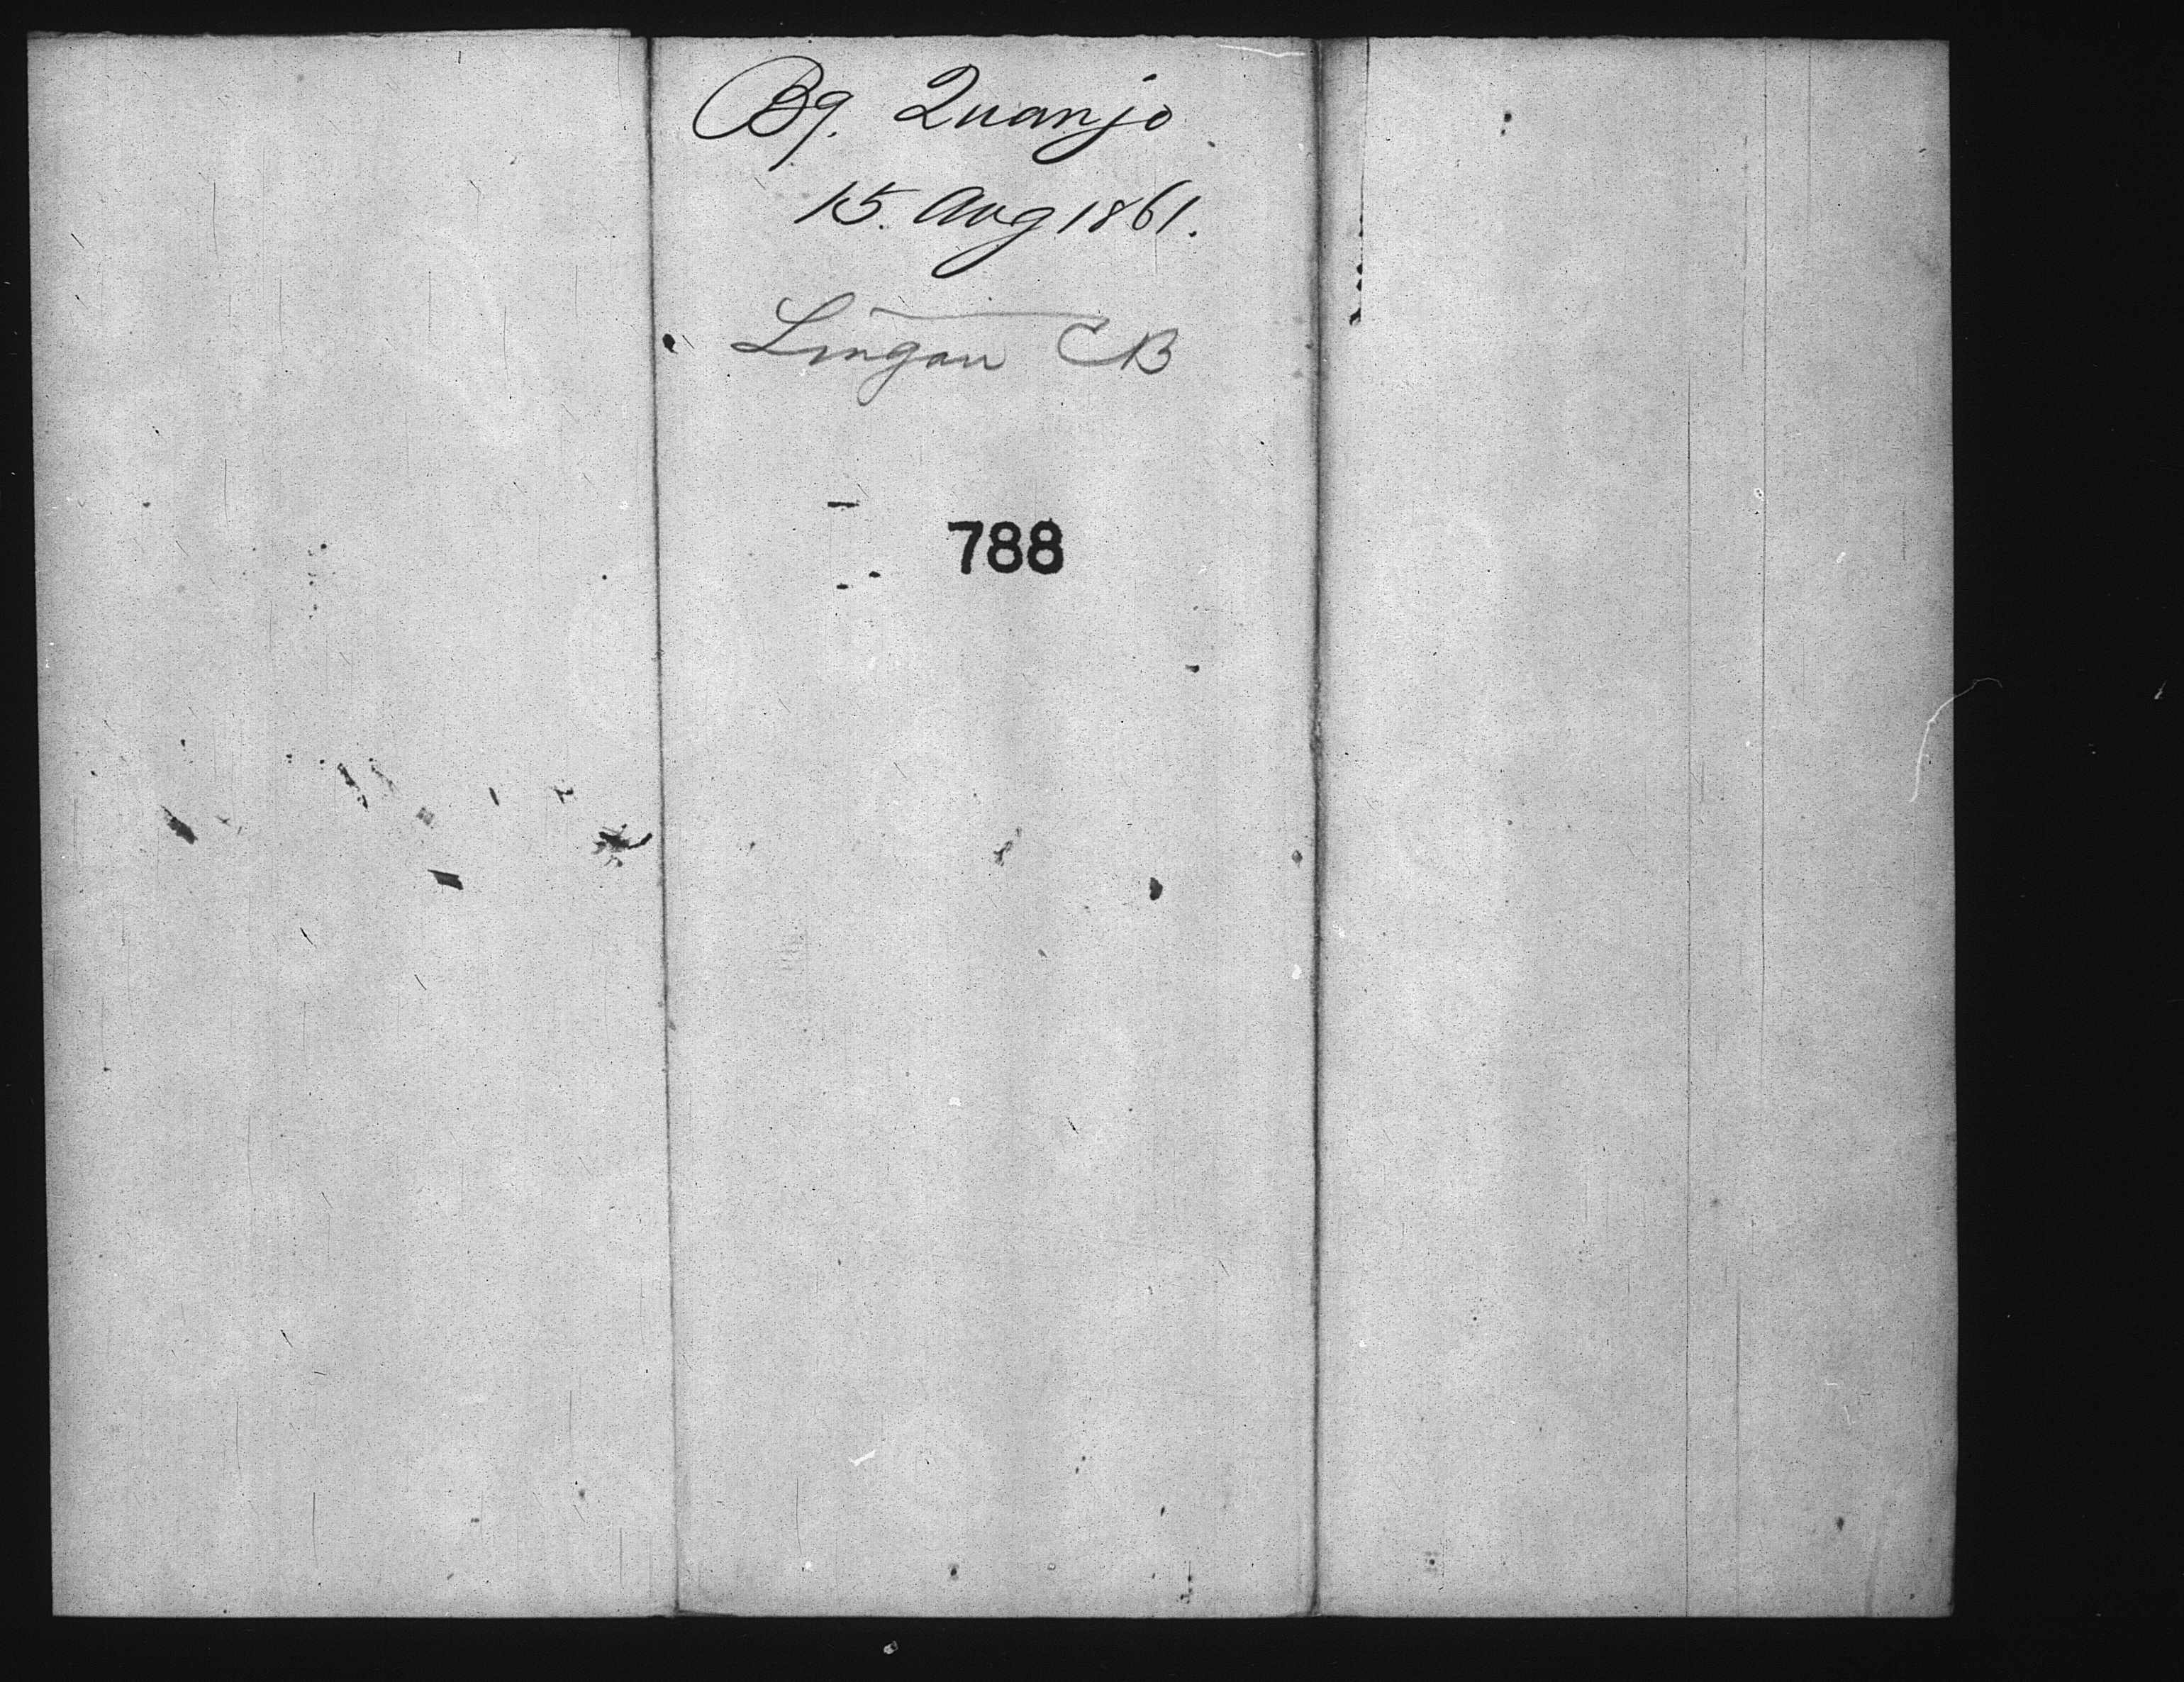 Bg. Quanjo
15. Aug 1861.
Lingan CB
788